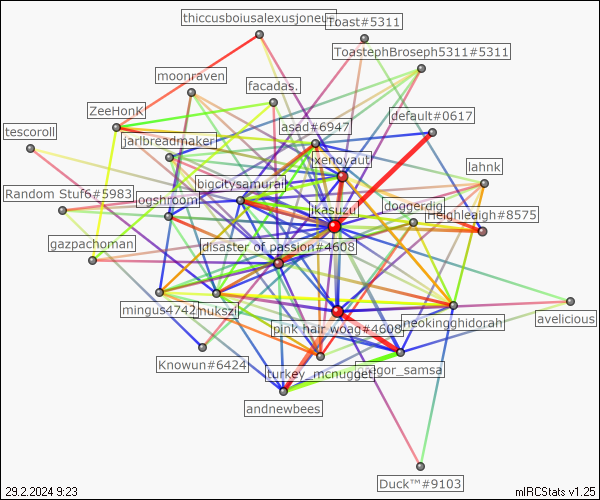 thiccusboiusalexusjoneu
Toast#5311
ToastephBroseph5311#5311
moonraven
facadas.
ZeeHonK
default#0617
asad#6947
tescoroll
jarlbreadmaker
xenoyaut
lahnk
bigcitysamurai
Random Stuf6#5983
ogshroom
ikasuzu
doggerdig
Heighleaigh#8575
gazpachoman
disaster of passion#4608
mingus4742
mukszi
pink hair woag#4608
neokinghidorah
avelicious
Knowun#6424
turkey_mcnugget
gor_samsa
andnewbees
Duck™#9103
29.2.2024 9:23
mIRCStats v1.25